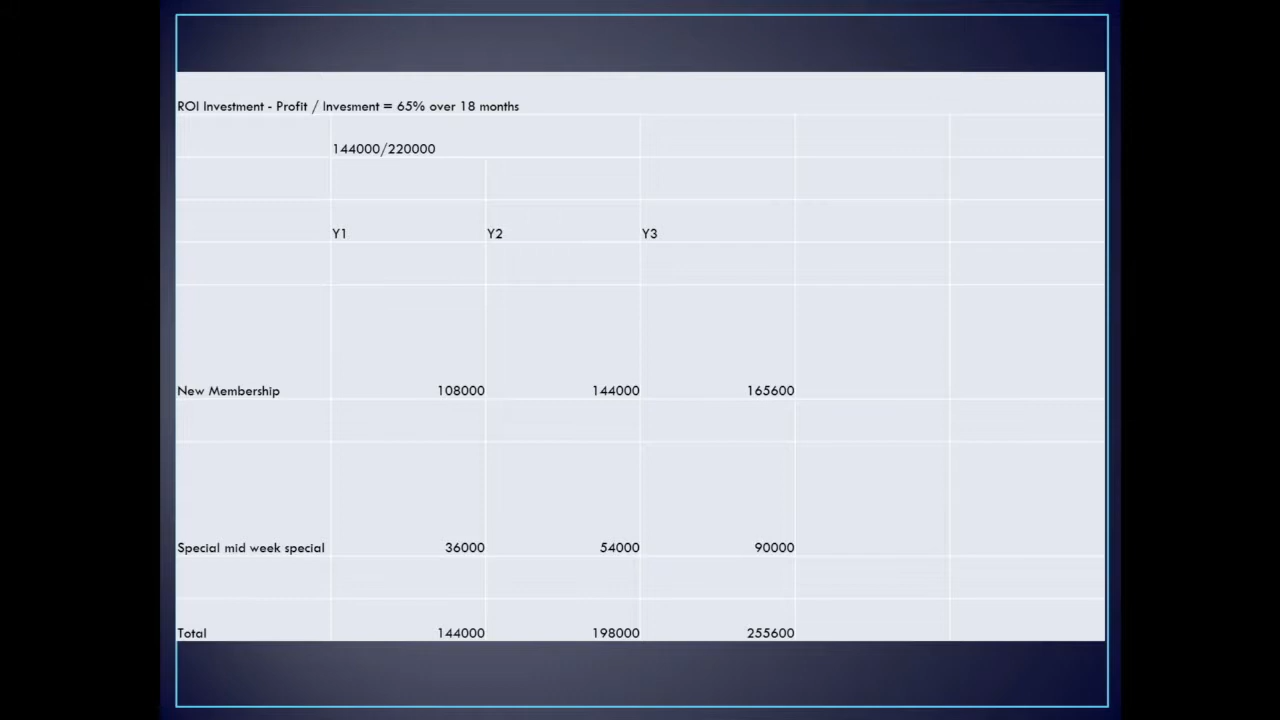 ROI Investment - Profit / Invesment = 65% over 18 months
144000/220000
Y1 Y2 Y3
New Membership 108000 144000 165600
Special mid week special 36000 54000 90000
Total 144000 198000 255600